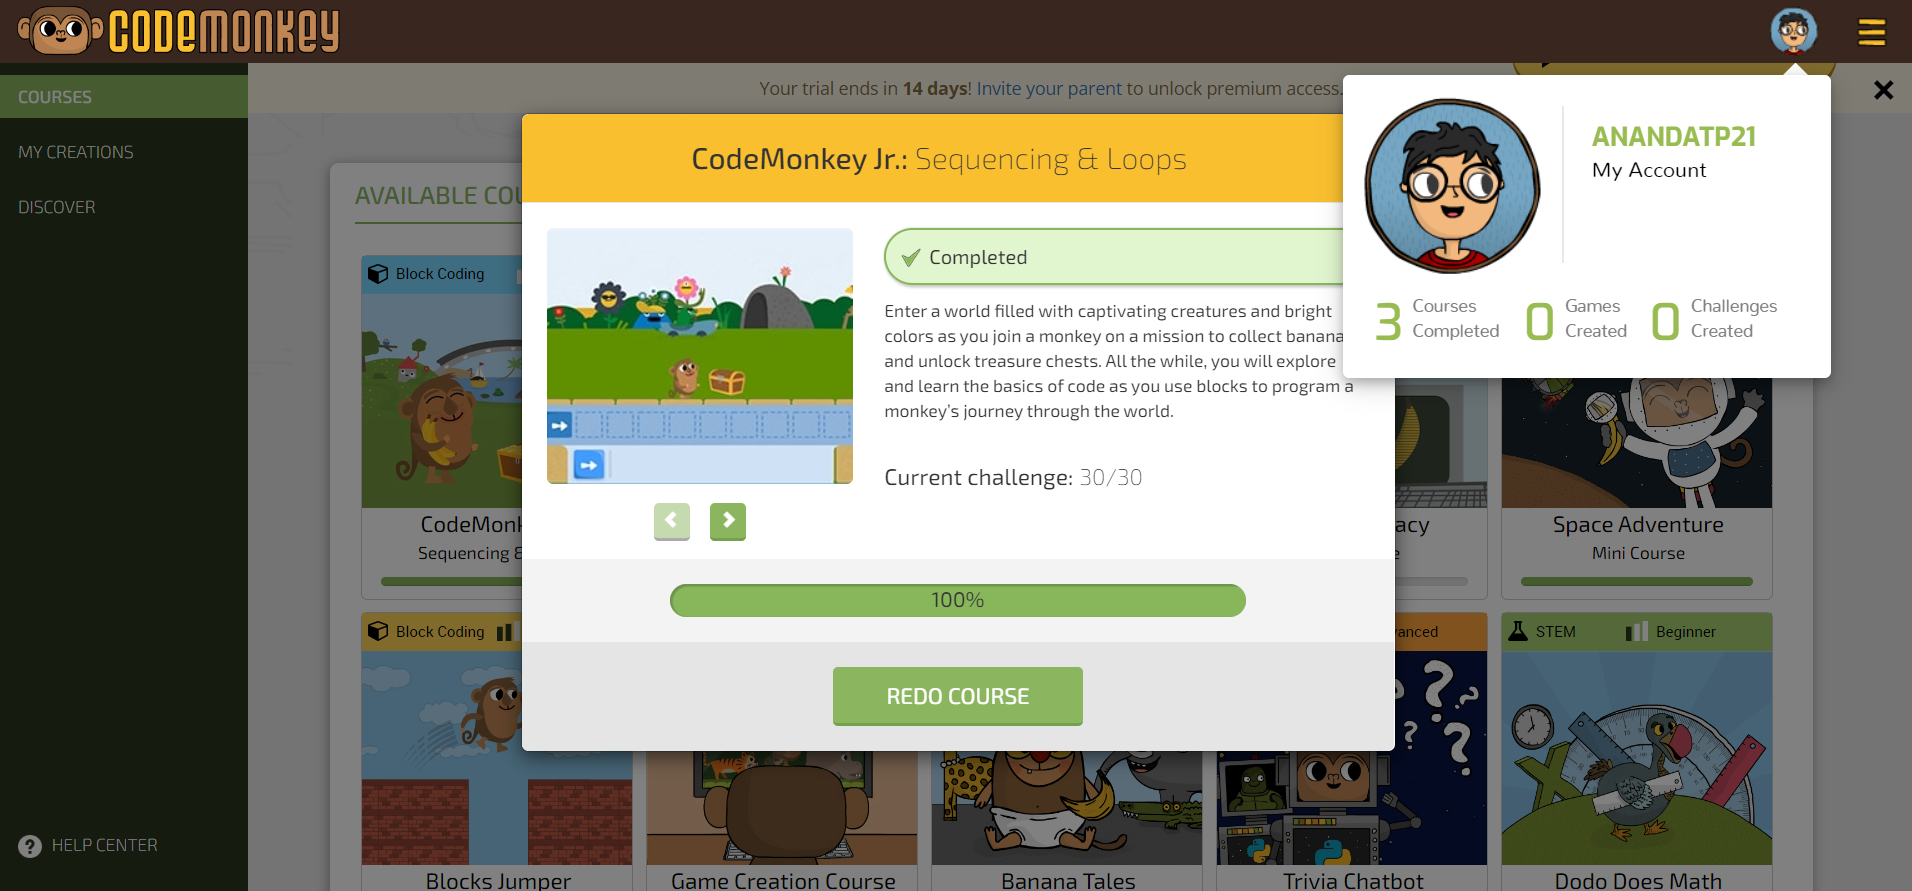 CODEMONKEY
Your trial ends in 14 days! Invite your parent to unlock premium access.
COURSES
MY CREATIONS
DISCOVER
HELP CENTER
ANANDATP21
My Account
3 Courses Completed
0 Games Created
0 Challenges Created
AVAILABLE COU
CodeMonkey Jr.: Sequencing & Loops
Completed
Enter a world filled with captivating creatures and bright
colors as you join a monkey on a mission to collect banana
and unlock treasure chests. All the while, you will explore
and learn the basics of code as you use blocks to program a
monkey's journey through the world.
Current challenge: 30/30
100%
REDO COURSE
Block Coding
CodeMonk
Sequencing &
acy
Space Adventure
Mini Course
Block Coding
anced
STEM Beginner
Blocks Jumper
Game Creation Course
Banana Tales
Trivia Chatbot
Dodo Does Math